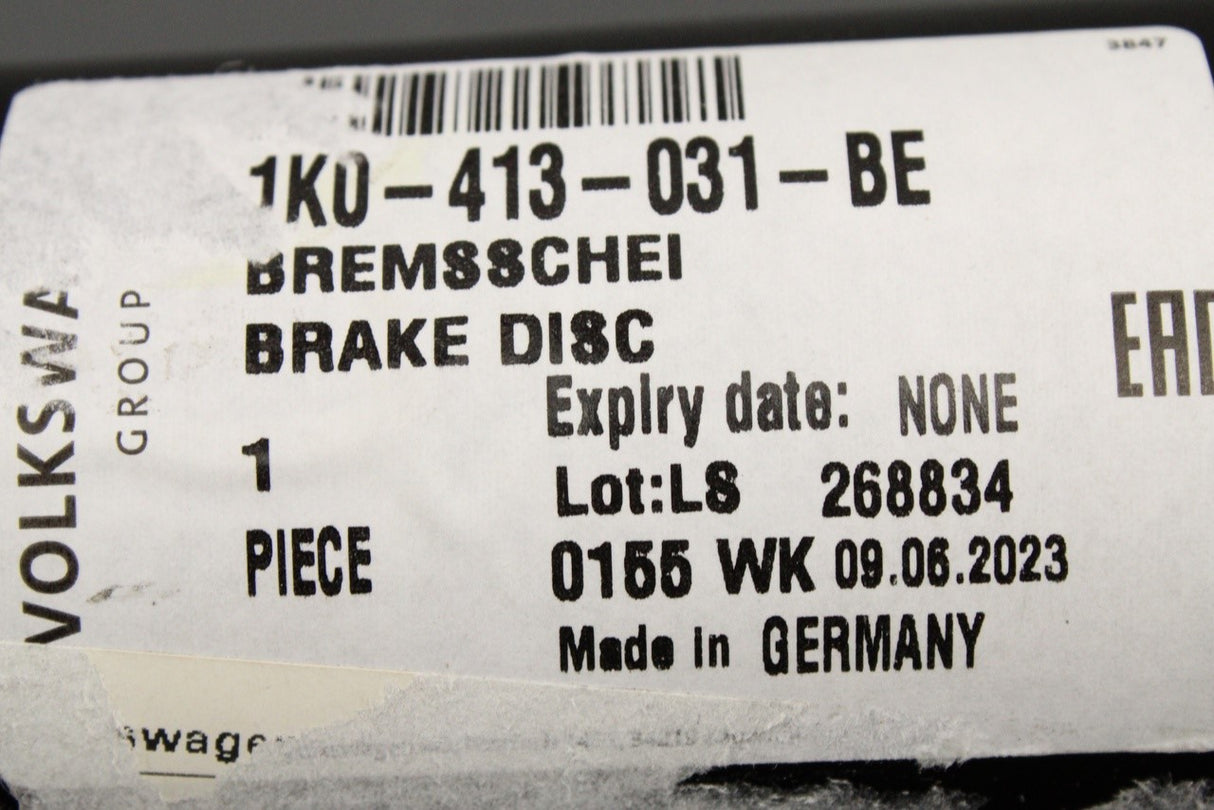 3847
1K0-413-031-BE
BREMSSCHEI
BRAKE DISC
Expiry date: NONE
1
Lot:LS 268834
PIECE
0155 WK 09.06.2023
Made in GERMANY
VOLKSWA
GROUP
EAC
swage